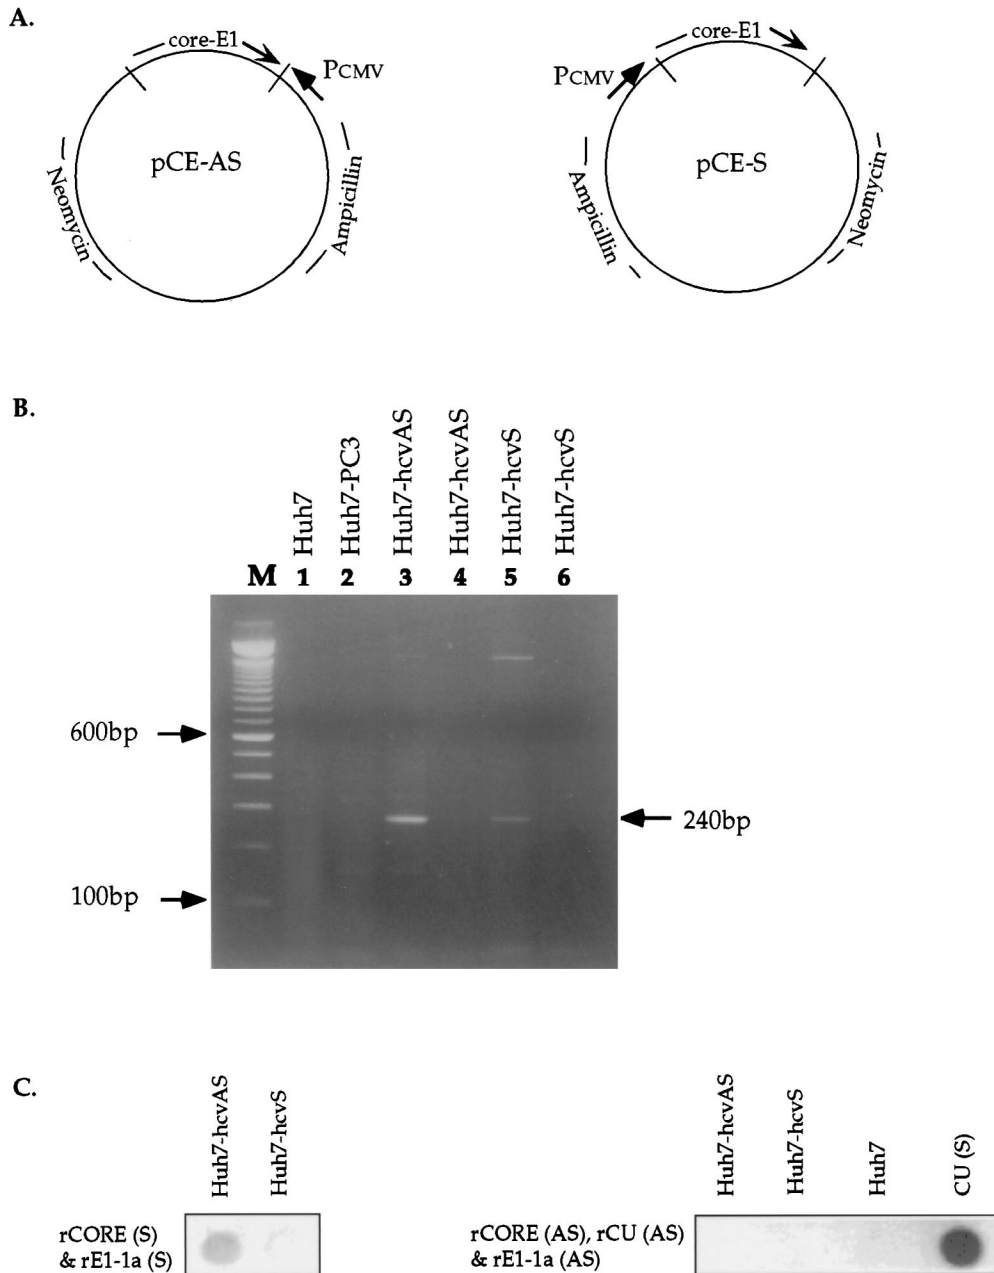 A.
core-E1
PCMV
pCE-AS
Neomycin
Ampicillin
core-E1
PCMV
pCE-S
Ampicillin
Neomycin
B.
Huh7
Huh7-PC3
Huh7-hcvAS
Huh7-hcvAS
Huh7-hcvS
Huh7-hcvS
M 1 2 3 4 5 6
600bp
240bp
100bp
C.
Huh7-hcvAS
Huh7-hcvS
rCORE (S)
& rE1-1a (S)
Huh7-hcvAS
Huh7-hcvS
Huh7
CU (S)
rCORE (AS), rCU (AS)
& rE1-1a (AS)